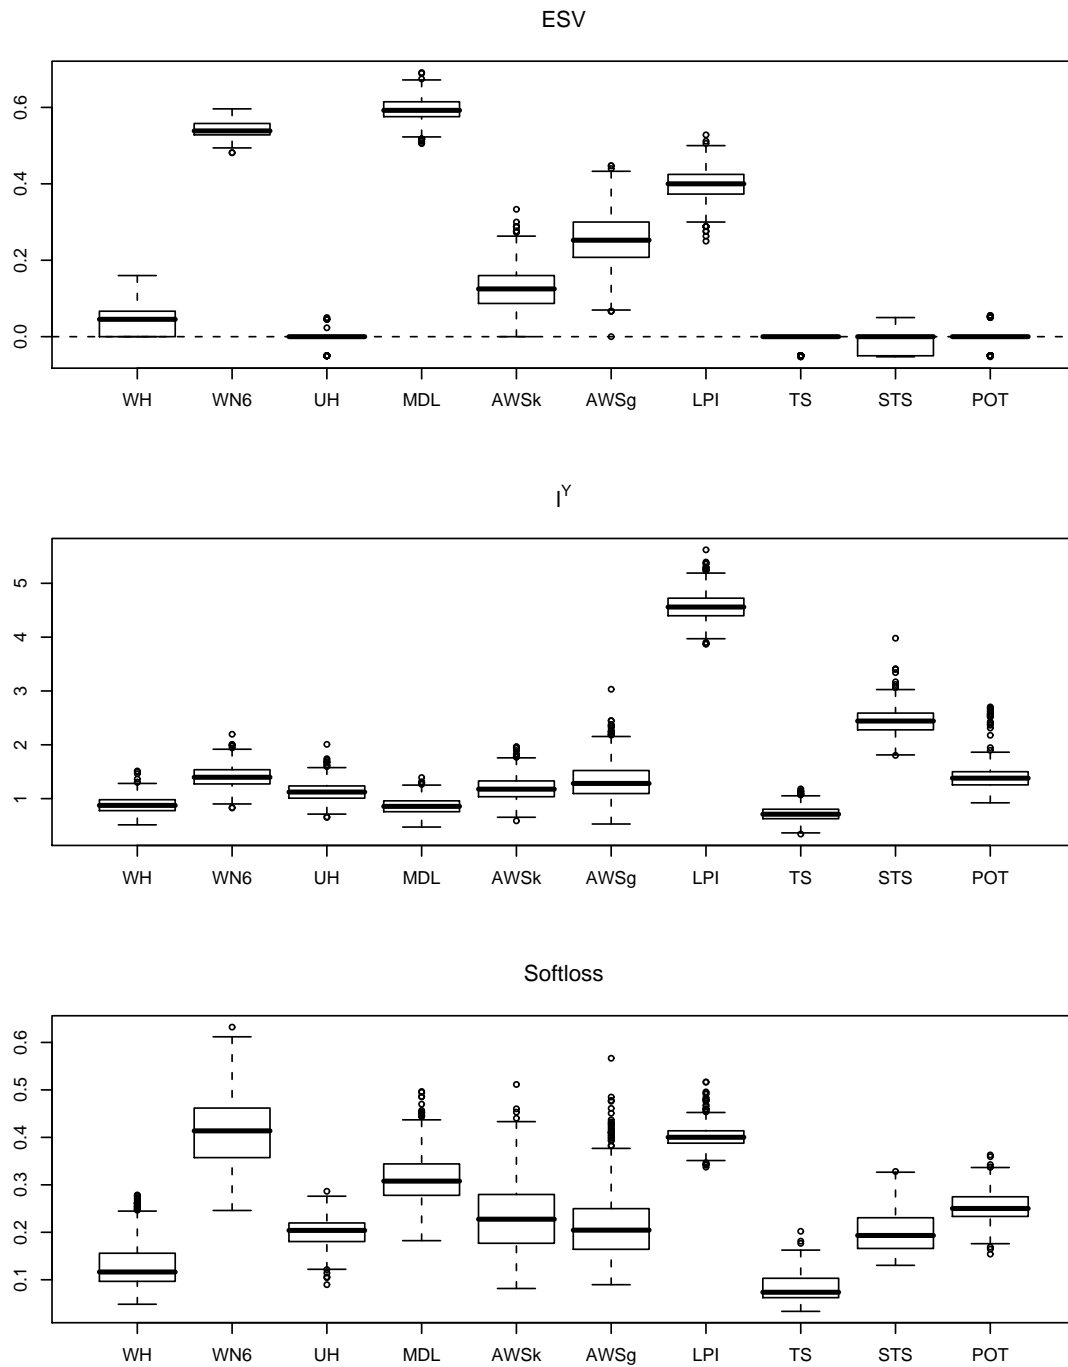 ESV
0.6
0.4
0.2
0.0
WH WN6 UH MDL AWSk AWSg LPI TS STS POT
I^Y
5
4
3
2
1
WH WN6 UH MDL AWSk AWSg LPI TS STS POT
Softloss
0.6
0.5
0.4
0.3
0.2
0.1
WH WN6 UH MDL AWSk AWSg LPI TS STS POT